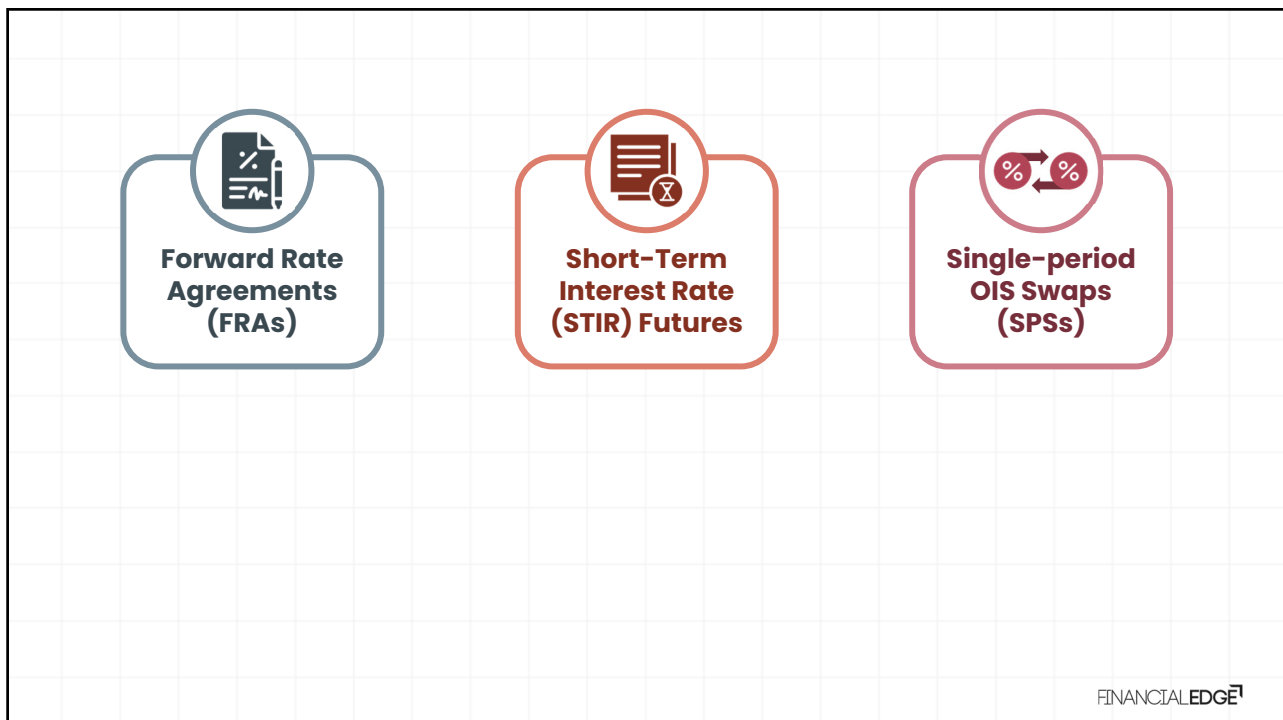 Forward Rate
Agreements
(FRAs)
Short-Term
Interest Rate
(STIR) Futures
Single-period
OIS Swaps
(SPSs)
FINANCIALEDGE